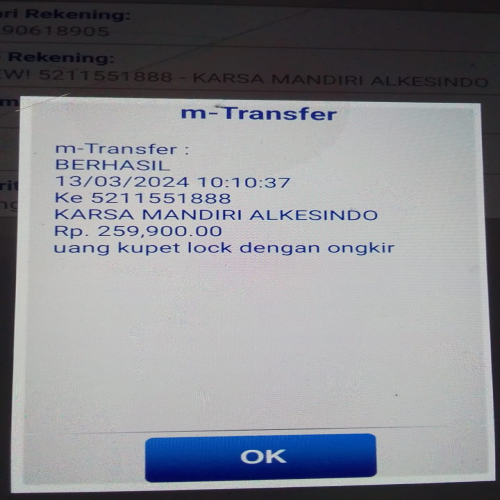 ri Rekening:
90618905
Rekening:
EW! 5211551888 - KARSA MANDIRI ALKESINDO
m-Transfer
m-Transfer :
BERHASIL
13/03/2024 10:10:37
Ke 5211551888
KARSA MANDIRI ALKESINDO
Rp. 259,900.00
uang kupet lock dengan ongkir
OK